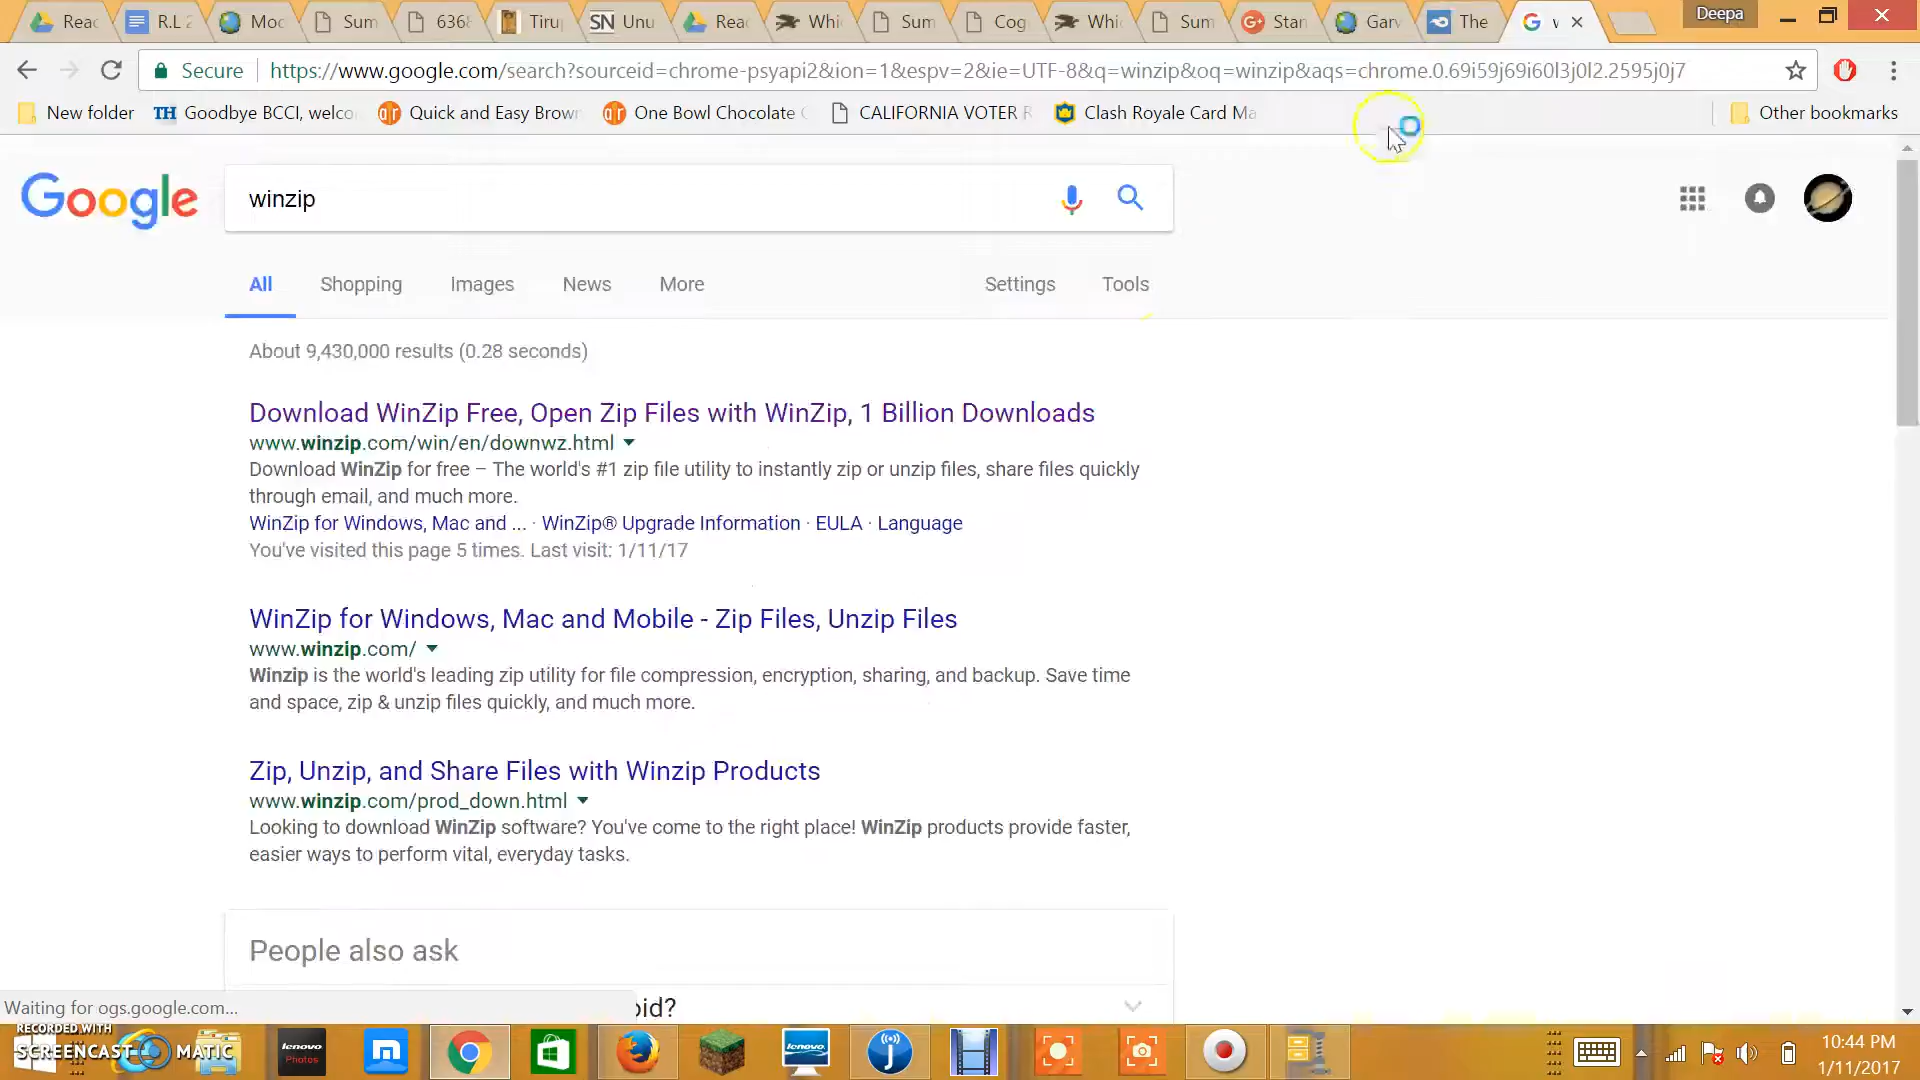 Read
R.L 2
Moc
Sum
6368
Tirup
SN Unu
Read
Whic
Sum
Cog
Whic
Sum
Stan
Garv
The
Deepa
Secure
https://www.google.com/search?sourceid=chrome-psyapi2&ion=1&espv=2&ie=UTF-8&q=winzip&oq=winzip&aqs=chrome.0.69i59j69i60l3j0l2.2595j0j7
New folder
TH Goodbye BCCI, welco
Quick and Easy Brown
One Bowl Chocolate C
CALIFORNIA VOTER R
Clash Royale Card Ma
Other bookmarks
Google
winzip
All Shopping Images News More Settings Tools
About 9,430,000 results (0.28 seconds)
Download WinZip Free, Open Zip Files with WinZip, 1 Billion Downloads
www.winzip.com/win/en/downwz.html
Download WinZip for free – The world's #1 zip file utility to instantly zip or unzip files, share files quickly
through email, and much more.
WinZip for Windows, Mac and ... · WinZip® Upgrade Information · EULA · Language
You've visited this page 5 times. Last visit: 1/11/17
WinZip for Windows, Mac and Mobile - Zip Files, Unzip Files
www.winzip.com/
Winzip is the world's leading zip utility for file compression, encryption, sharing, and backup. Save time
and space, zip & unzip files quickly, and much more.
Zip, Unzip, and Share Files with Winzip Products
www.winzip.com/prod_down.html
Looking to download WinZip software? You've come to the right place! WinZip products provide faster,
easier ways to perform vital, everyday tasks.
People also ask
oid?
Waiting for ogs.google.com...
RECORDED WITH
SCREENCAST MATIC
lenovo
Photos
lenovo
10:44 PM
1/11/2017